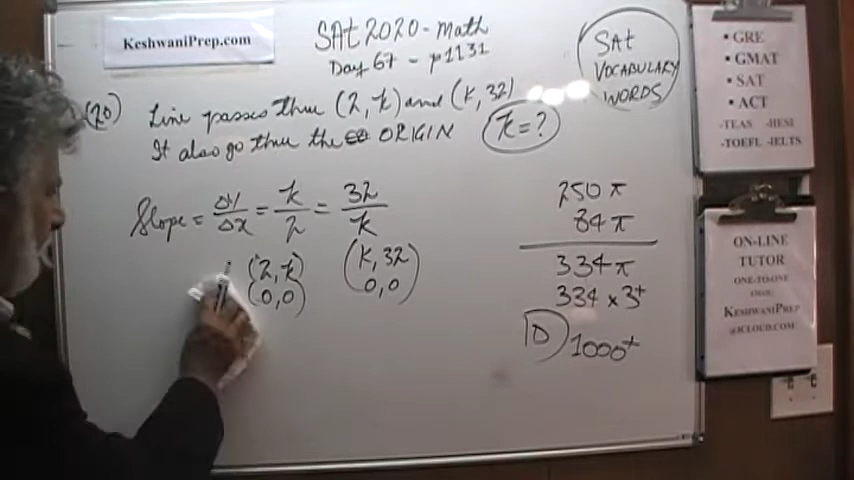 KeshwaniPrep.com
SAt 2020 - Math
Day 67 - p1131
SAt
VOCABULARY
WORDS
(20) Line passes thru (2, k) and (k, 32)
It also go thru the ORIGIN k = ?
Slope = Δy/Δx = k/2 = 32/k
(2, k) (k, 32)
(0,0) 0,0)
250 π
84 π
334 π
334 x 3+
D) 1000+
• GRE
• GMAT
• SAT
• ACT
-TEAS -HESI
-TOEFL -IELTS
ON-LINE
TUTOR
ONE-TO-ONE
EMAIL:
KESHWANIPREP
@ICLOUD.COM